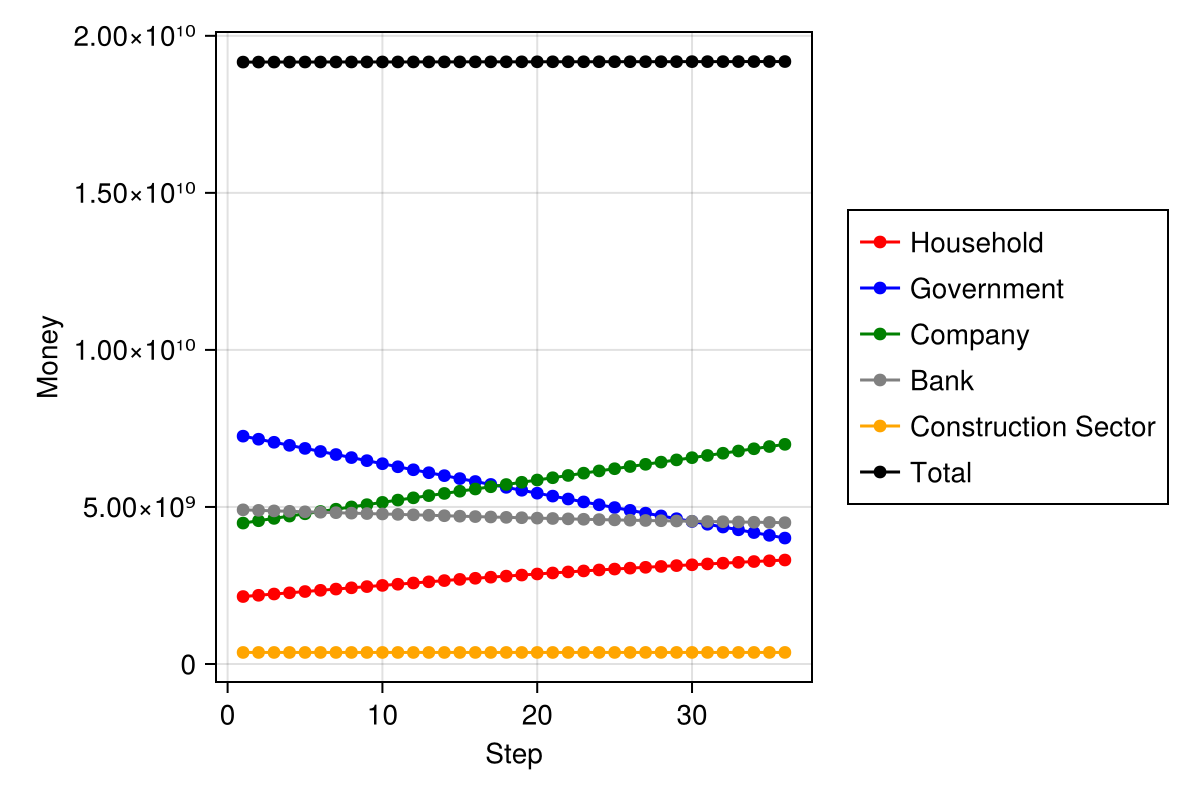 2.00×10¹⁰
1.50×10¹⁰
1.00×10¹⁰
5.00×10⁹
0
Money
0 10 20 30
Step
Household
Government
Company
Bank
Construction Sector
Total